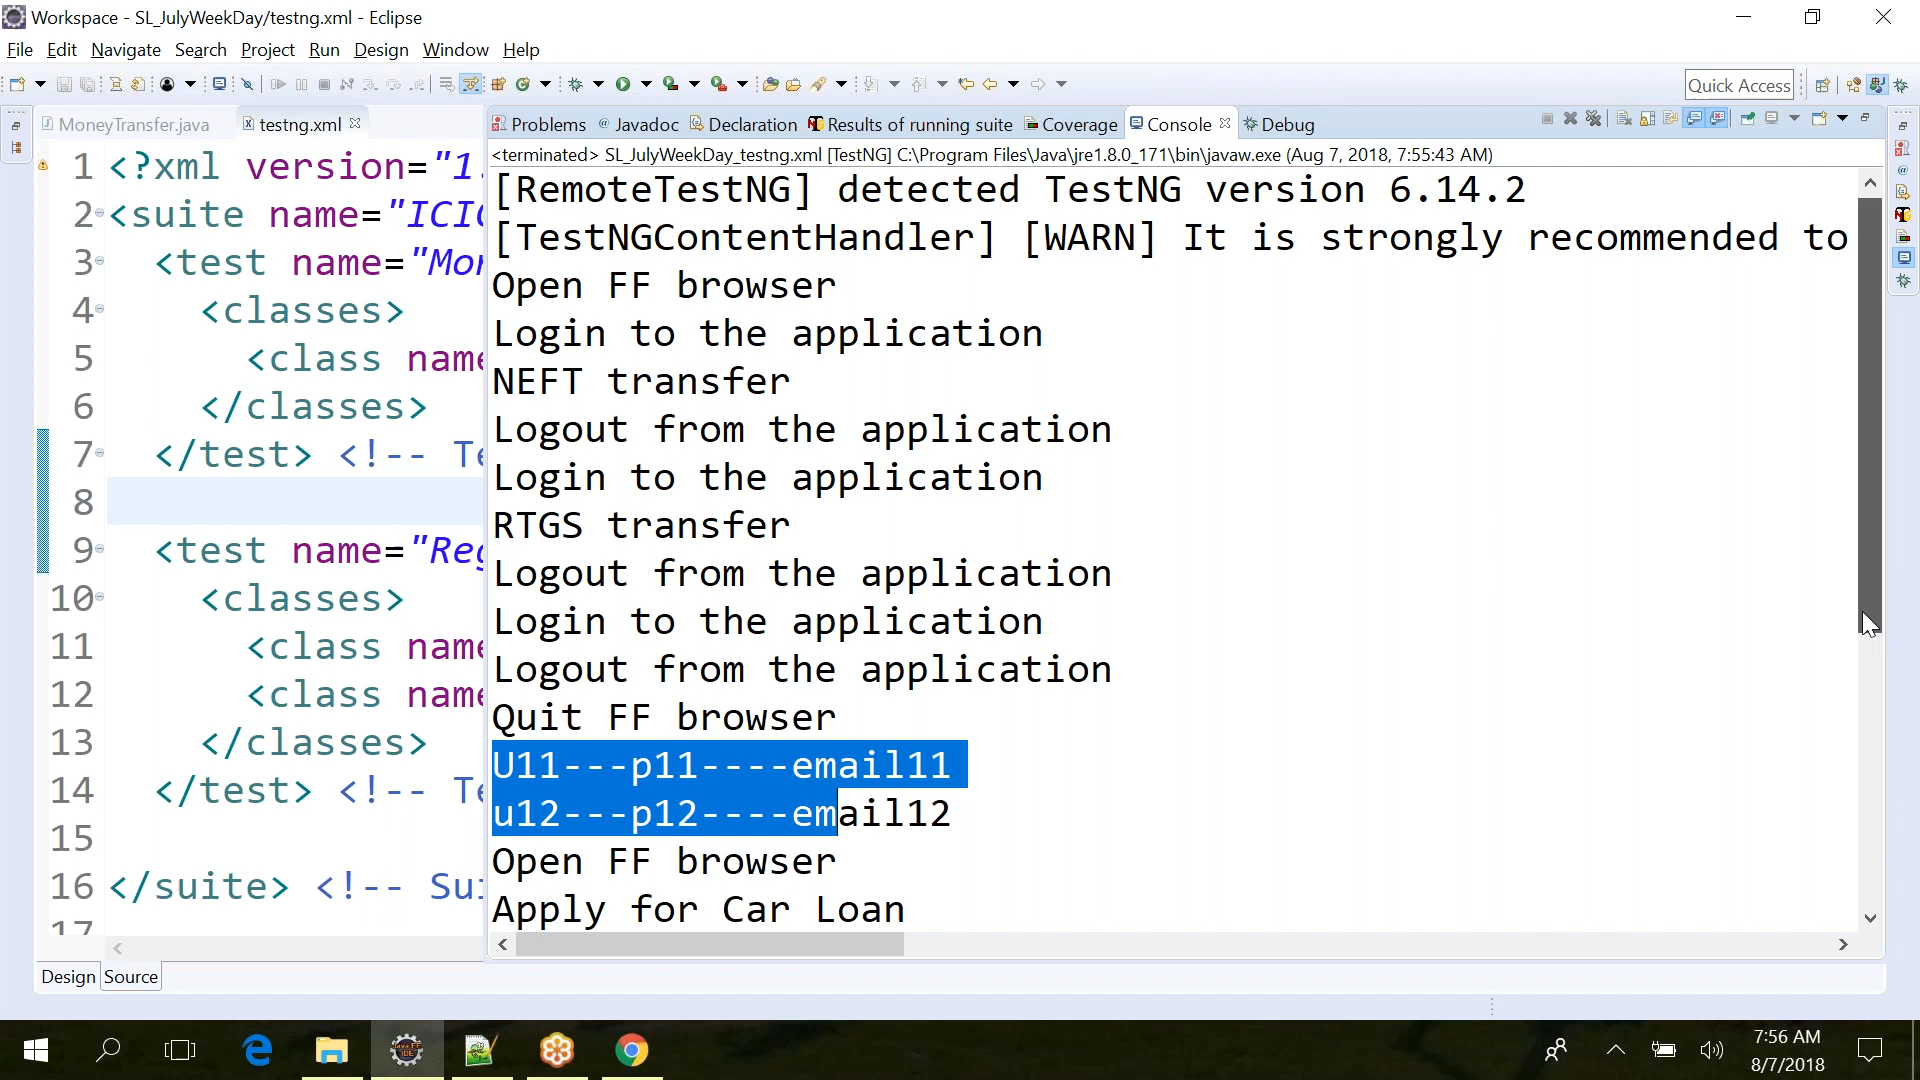 Workspace - SL_JulyWeekDay/testng.xml - Eclipse
File Edit Navigate Search Project Run Design Window Help
Quick Access
MoneyTransfer.java testng.xml
Problems Javadoc Declaration Results of running suite Coverage Console Debug
<terminated> SL_JulyWeekDay_testng.xml [TestNG] C:\Program Files\Java\jre1.8.0_171\bin\javaw.exe (Aug 7, 2018, 7:55:43 AM)
1 <?xml version="1.
2 <suite name="ICIC
3 <test name="Mon
4 <classes>
5 <class name
6 </classes>
7 </test> <!-- Te
8
9 <test name="Reg
10 <classes>
11 <class name
12 <class name
13 </classes>
14 </test> <!-- Te
15
16 </suite> <!-- Sui
17
[RemoteTestNG] detected TestNG version 6.14.2
[TestNGContentHandler] [WARN] It is strongly recommended to
Open FF browser
Login to the application
NEFT transfer
Logout from the application
Login to the application
RTGS transfer
Logout from the application
Login to the application
Logout from the application
Quit FF browser
U11---p11----email11
u12---p12----email12
Open FF browser
Apply for Car Loan
Design Source
7:56 AM
8/7/2018